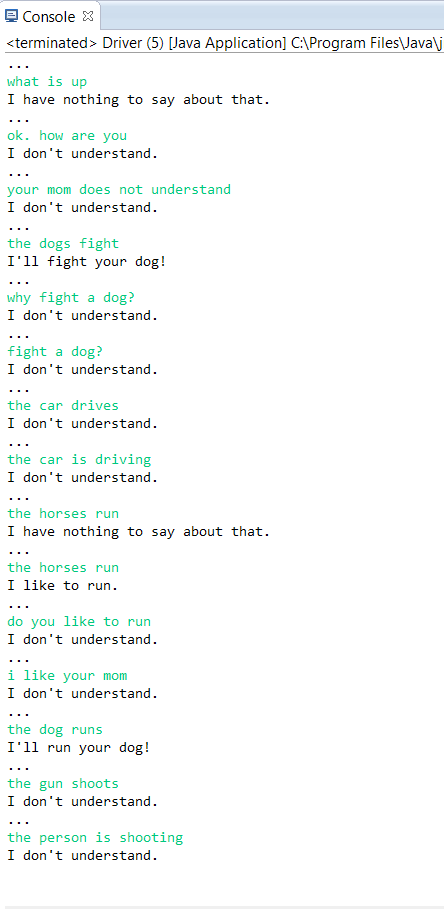 Console
<terminated> Driver (5) [Java Application] C:\Program Files\Java\j
...
what is up
I have nothing to say about that.
...
ok. how are you
I don't understand.
...
your mom does not understand
I don't understand.
...
the dogs fight
I'll fight your dog!
...
why fight a dog?
I don't understand.
...
fight a dog?
I don't understand.
...
the car drives
I don't understand.
...
the car is driving
I don't understand.
...
the horses run
I have nothing to say about that.
...
the horses run
I like to run.
...
do you like to run
I don't understand.
...
i like your mom
I don't understand.
...
the dog runs
I'll run your dog!
...
the gun shoots
I don't understand.
...
the person is shooting
I don't understand.